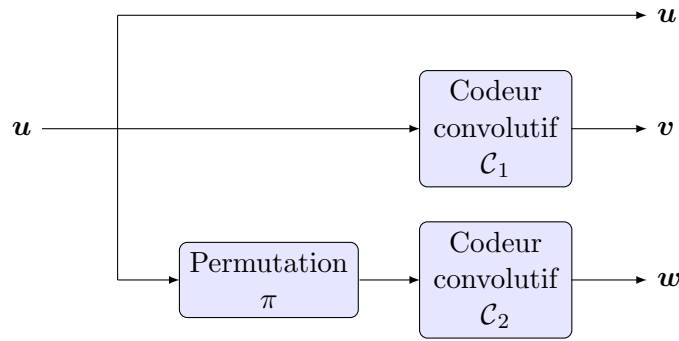 u
Codeur
convolutif
C₁
u
v
Permutation
π
Codeur
convolutif
C₂
w